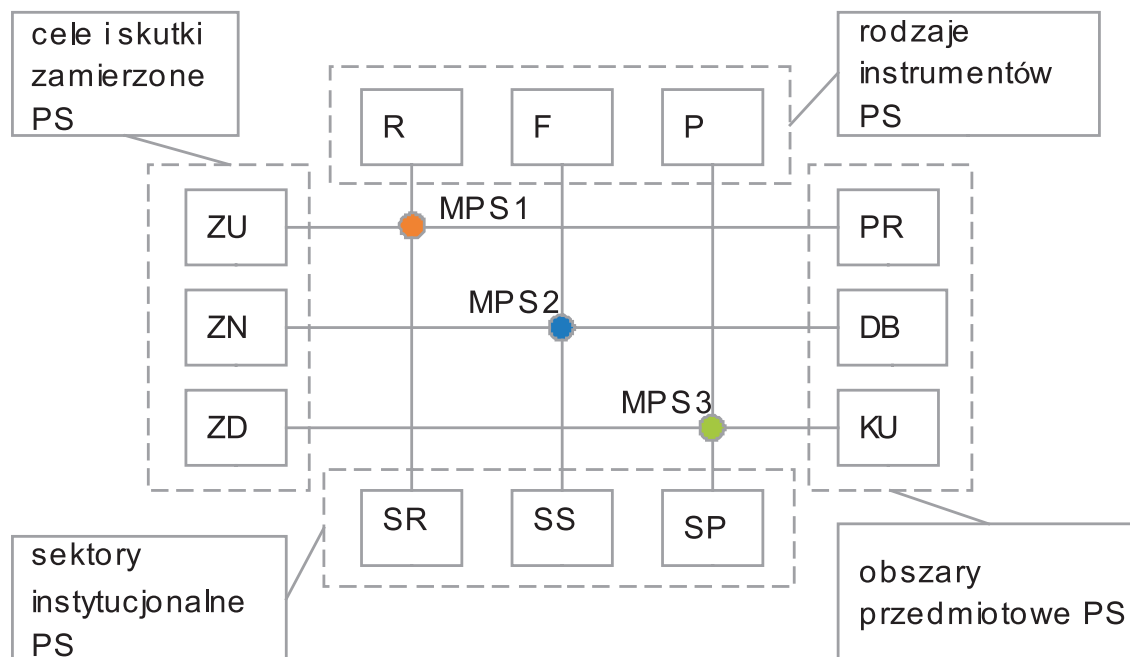 cele i skutki
zamierzone
PS
rodzaje
instrumentów
PS
R
F
P
MPS1
ZU
PR
MPS2
ZN
DB
MPS3
ZD
KU
SR
SS
SP
sektory
instytucjonalne
PS
obszary
przedmiotowe PS